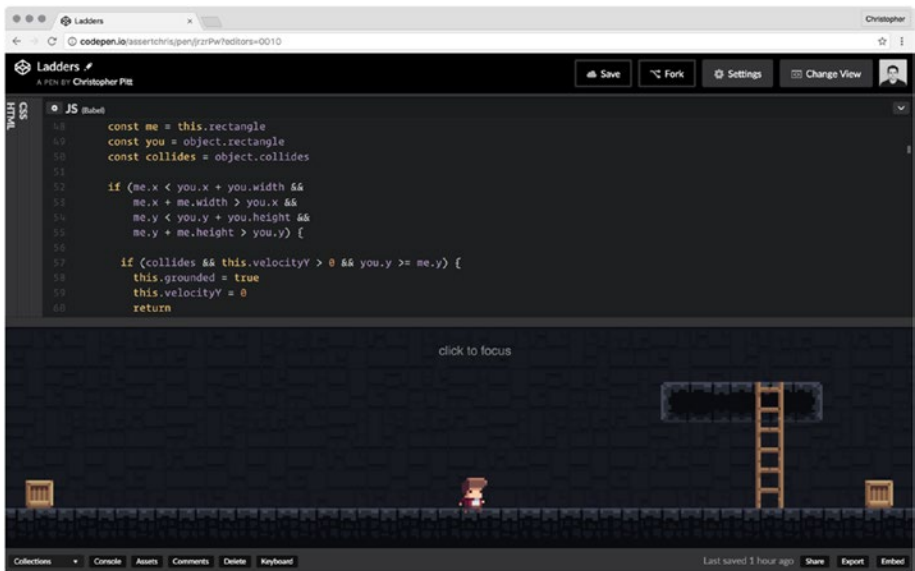 Ladders
Christopher
codepen.io/assertchris/pen/jrzrPw?editors=0010
Ladders
A PEN BY Christopher Pitt
Save
Fork
Settings
Change View
HTML
CSS
JS (Babel)
48 const me = this.rectangle
49 const you = object.rectangle
50 const collides = object.collides
51
52 if (me.x < you.x + you.width &&
53 me.x + me.width > you.x &&
54 me.y < you.y + you.height &&
55 me.y + me.height > you.y) {
56
57 if (collides && this.velocityY > 0 && you.y >= me.y) {
58 this.grounded = true
59 this.velocityY = 0
60 return
click to focus
Collections Console Assets Comments Delete Keyboard
Last saved 1 hour ago Share Export Embed